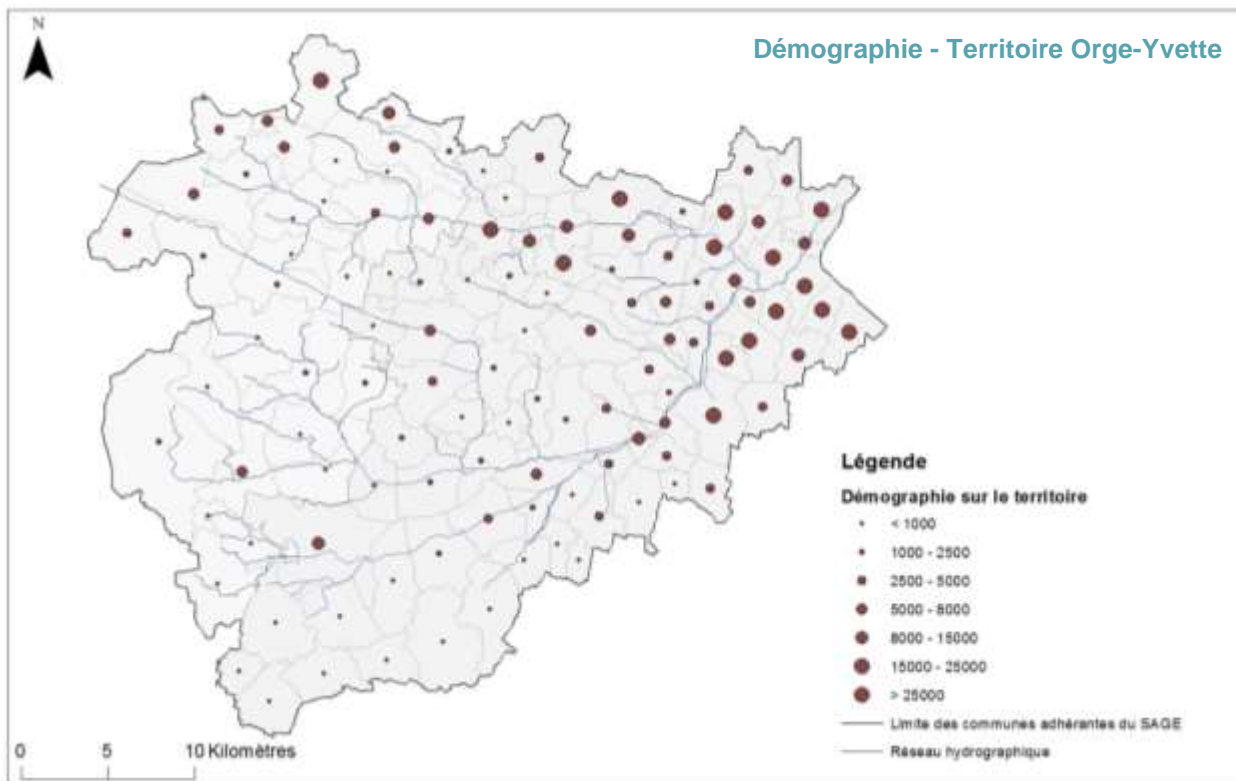 N
Démographie - Territoire Orge-Yvette
Légende
Démographie sur le territoire
< 1000
1000 - 2500
2500 - 5000
5000 - 8000
8000 - 15000
15000 - 25000
> 25000
Limite des communes adhérantes du SAGE
Réseau hydrographique
0 5 10 Kilomètres